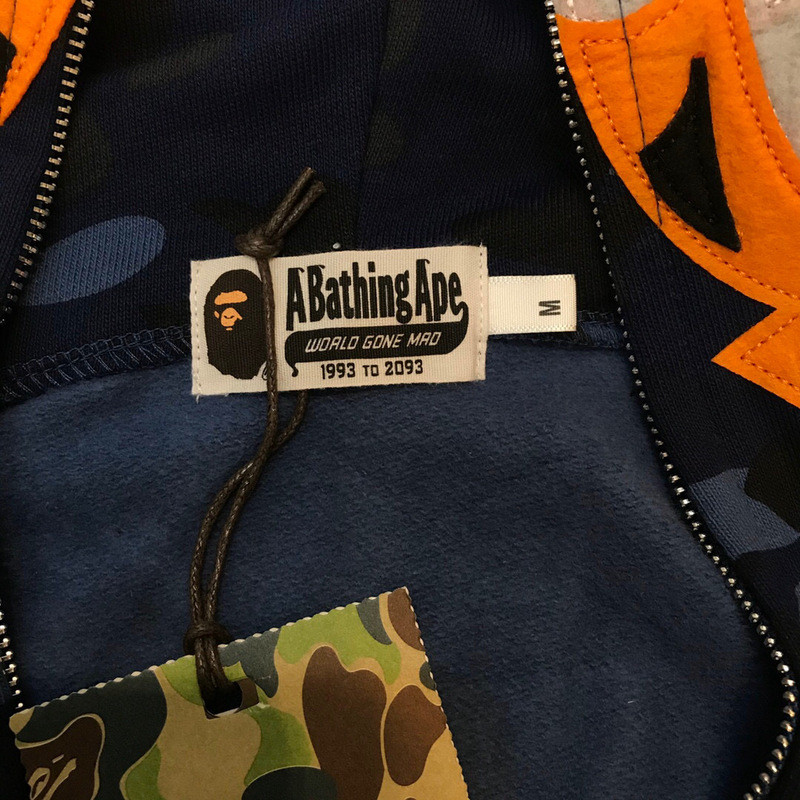 A Bathing Ape
WORLD GONE MAD
1993 TO 2093
M